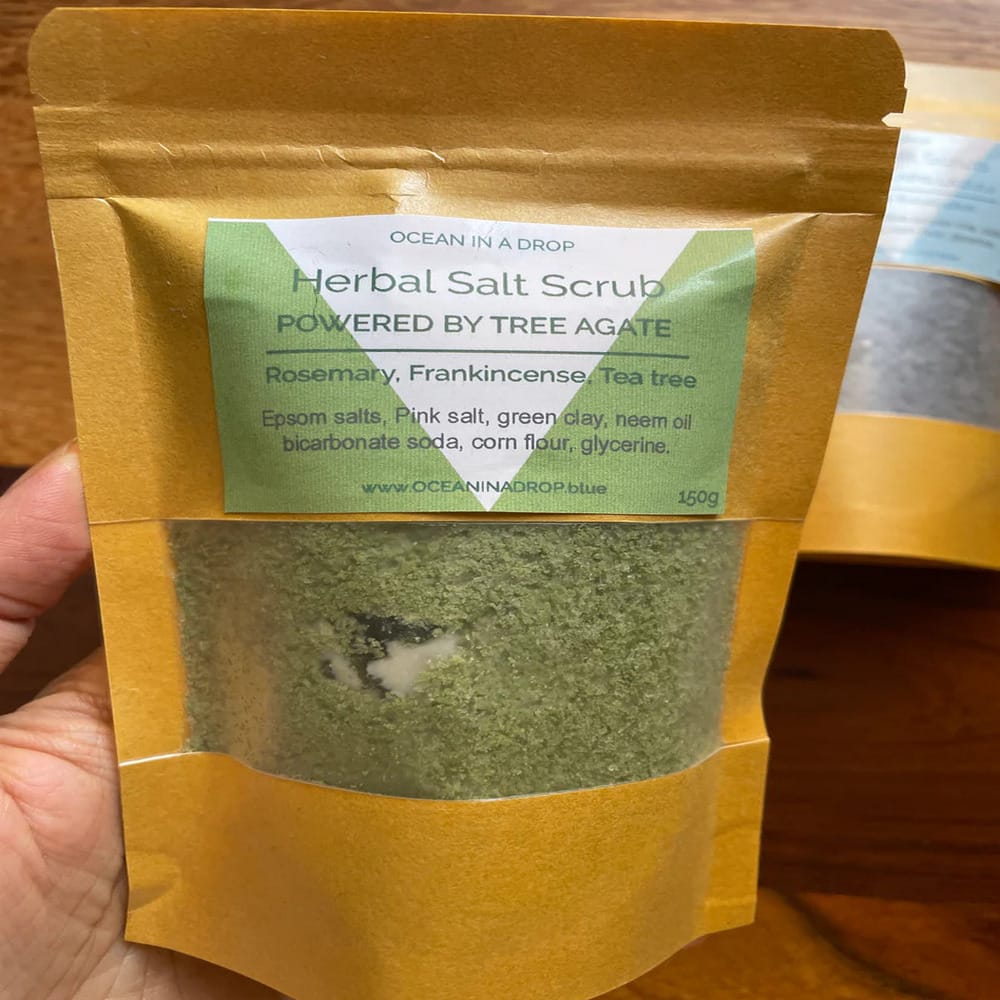 OCEAN IN A DROP
Herbal Salt Scrub
POWERED BY TREE AGATE
Rosemary, Frankincense, Tea tree
Epsom salts, Pink salt, green clay, neem oil
bicarbonate soda, corn flour, glycerine.
www.OCEANINADROP.blue
150g